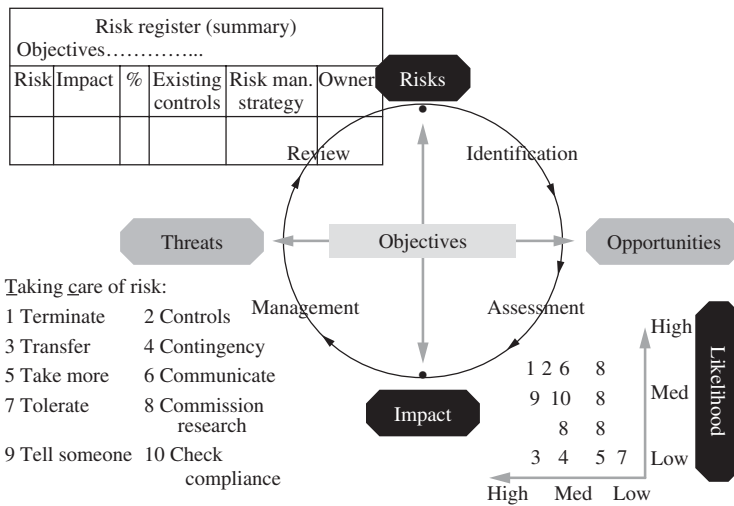 Risk register (summary)
Objectives…………...
Risk Impact % Existing controls Risk man. strategy Owner
Risks
Review
Identification
Threats
Objectives
Opportunities
Management
Assessment
Impact
Taking care of risk:
1 Terminate 2 Controls
3 Transfer 4 Contingency
5 Take more 6 Communicate
7 Tolerate 8 Commission
research
9 Tell someone 10 Check
compliance
High
1 2 6 8
9 10 8 Med
8 8
3 4 5 7 Low
High Med Low
Likelihood